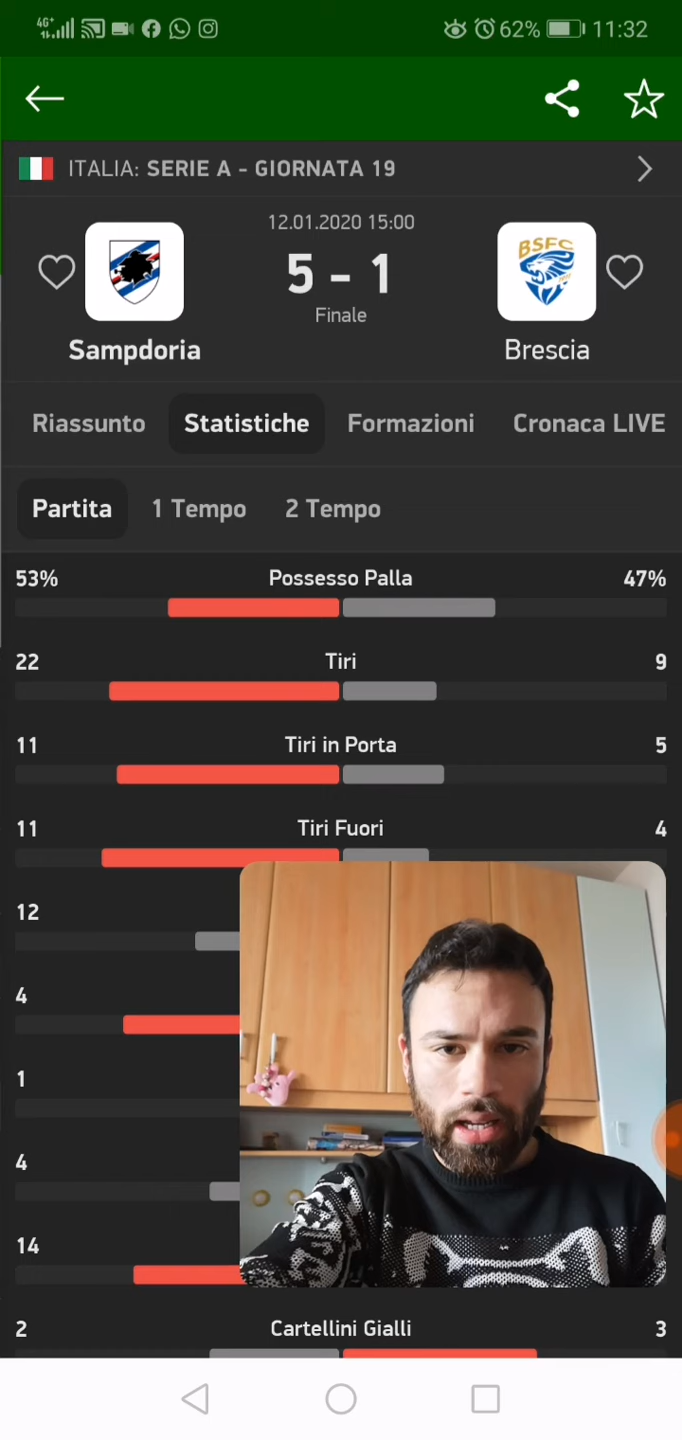 4G+ 62% 11:32
ITALIA: SERIE A - GIORNATA 19
12.01.2020 15:00
5 - 1
Finale
BSFC
Sampdoria Brescia
Riassunto Statistiche Formazioni Cronaca LIVE
Partita 1 Tempo 2 Tempo
53% Possesso Palla 47%
22 Tiri 9
11 Tiri in Porta 5
11 Tiri Fuori 4
12
4
1
4
14
2 Cartellini Gialli 3